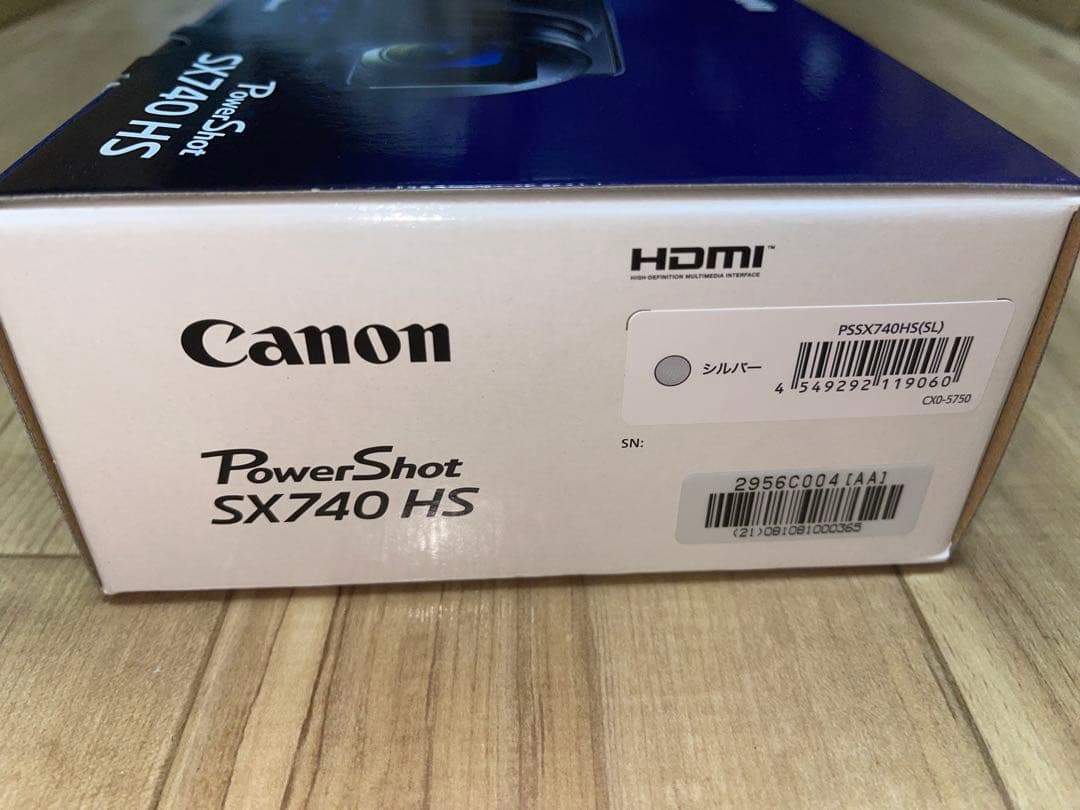 PowerShot
SX740 HS
HDMI™
HIGH-DEFINITION MULTIMEDIA INTERFACE
Canon
PSSX740HS(SL)
シルバー
4 549292 119060
CX0-5750
PowerShot
SX740 HS
SN:
2956C004[AA]
(21)081081000365